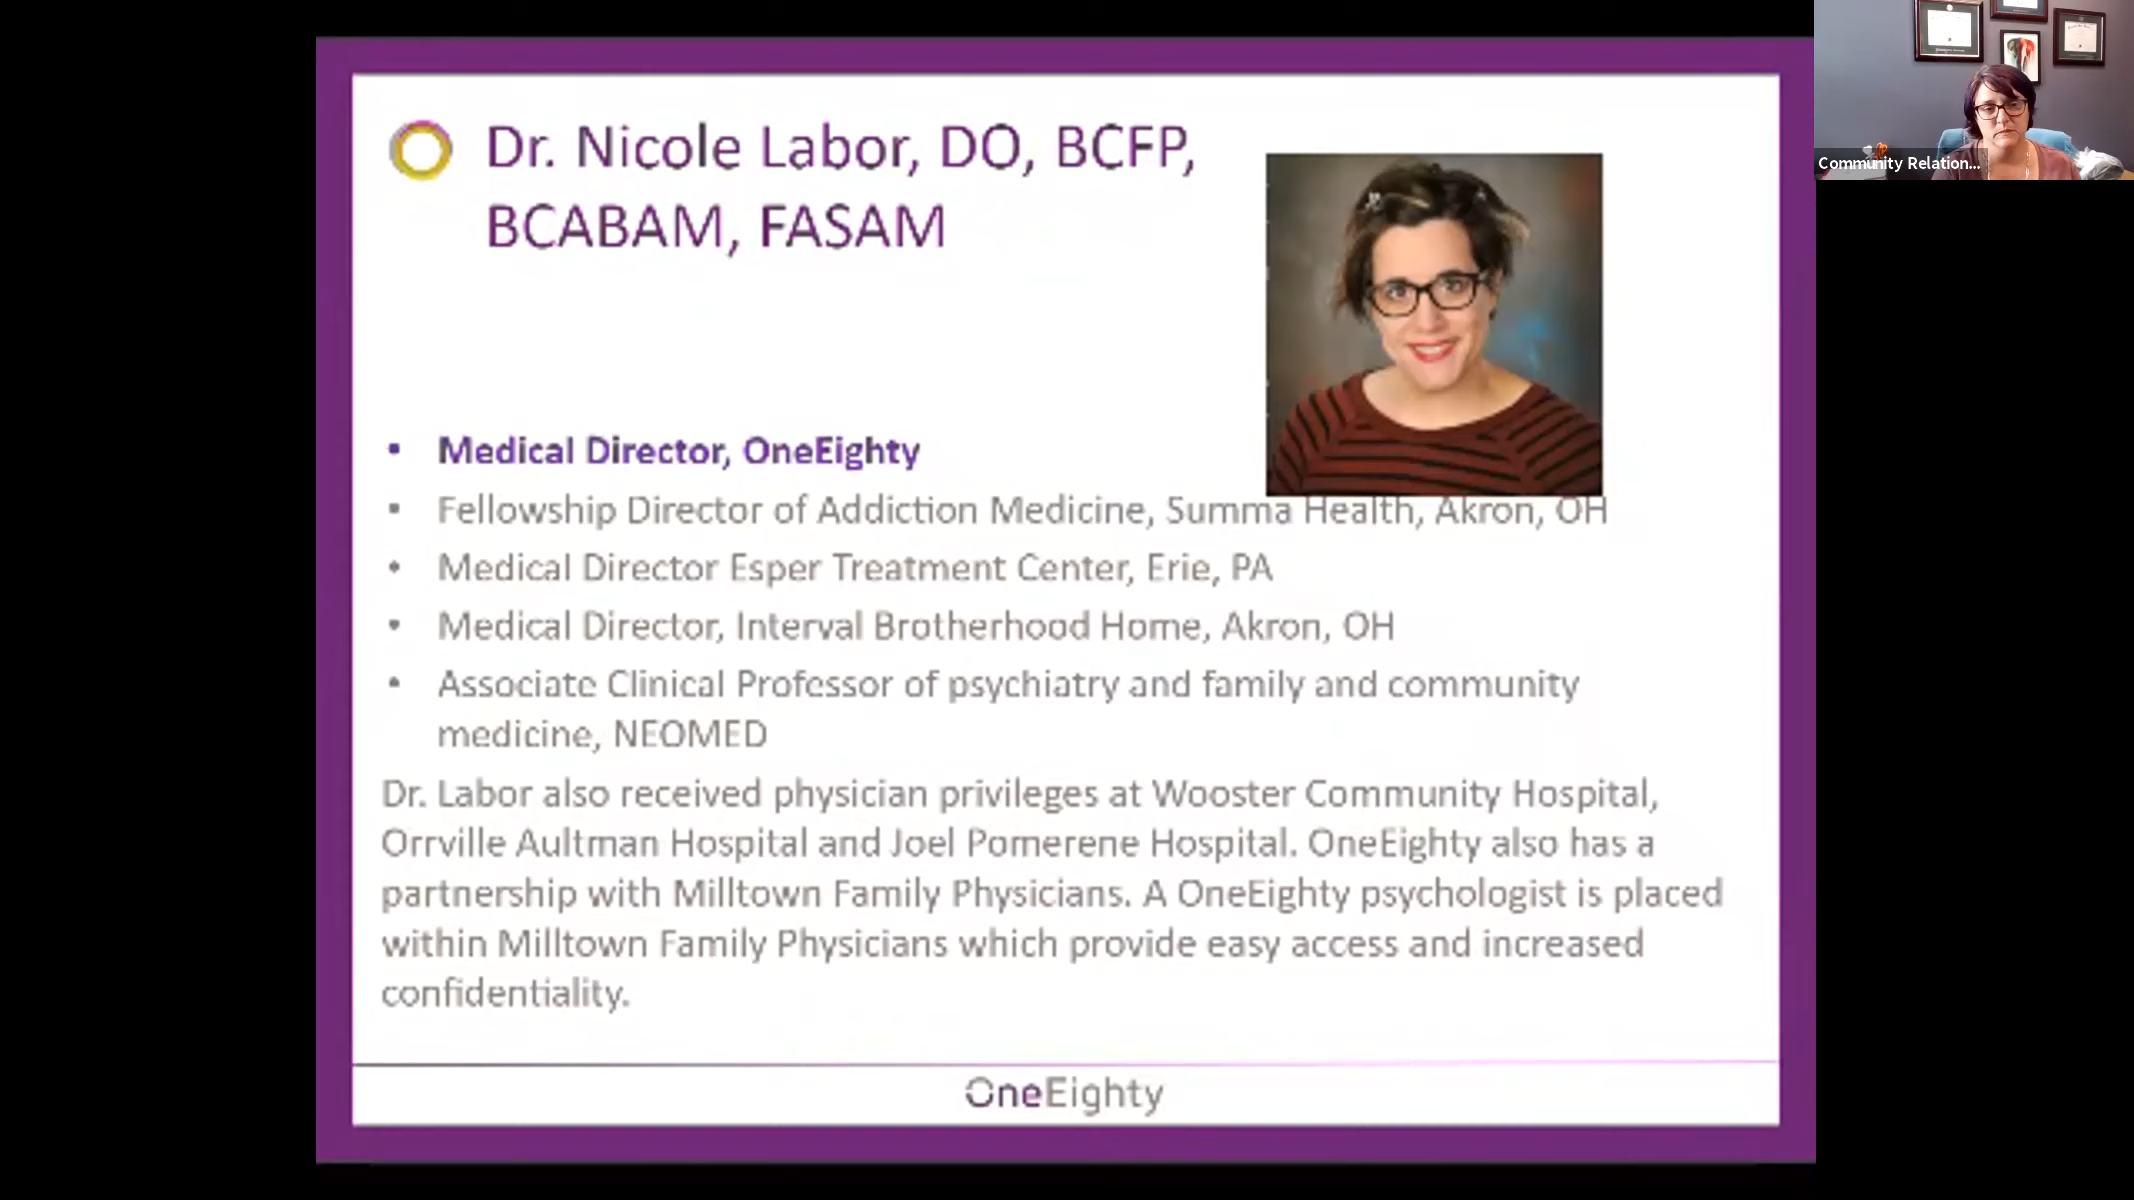 Dr. Nicole Labor, DO, BCFP,
BCABAM, FASAM
• Medical Director, OneEighty
• Fellowship Director of Addiction Medicine, Summa Health, Akron, OH
• Medical Director Esper Treatment Center, Erie, PA
• Medical Director, Interval Brotherhood Home, Akron, OH
• Associate Clinical Professor of psychiatry and family and community
medicine, NEOMED
Dr. Labor also received physician privileges at Wooster Community Hospital,
Orrville Aultman Hospital and Joel Pomerene Hospital. OneEighty also has a
partnership with Milltown Family Physicians. A OneEighty psychologist is placed
within Milltown Family Physicians which provide easy access and increased
confidentiality.
OneEighty
Community Relation...